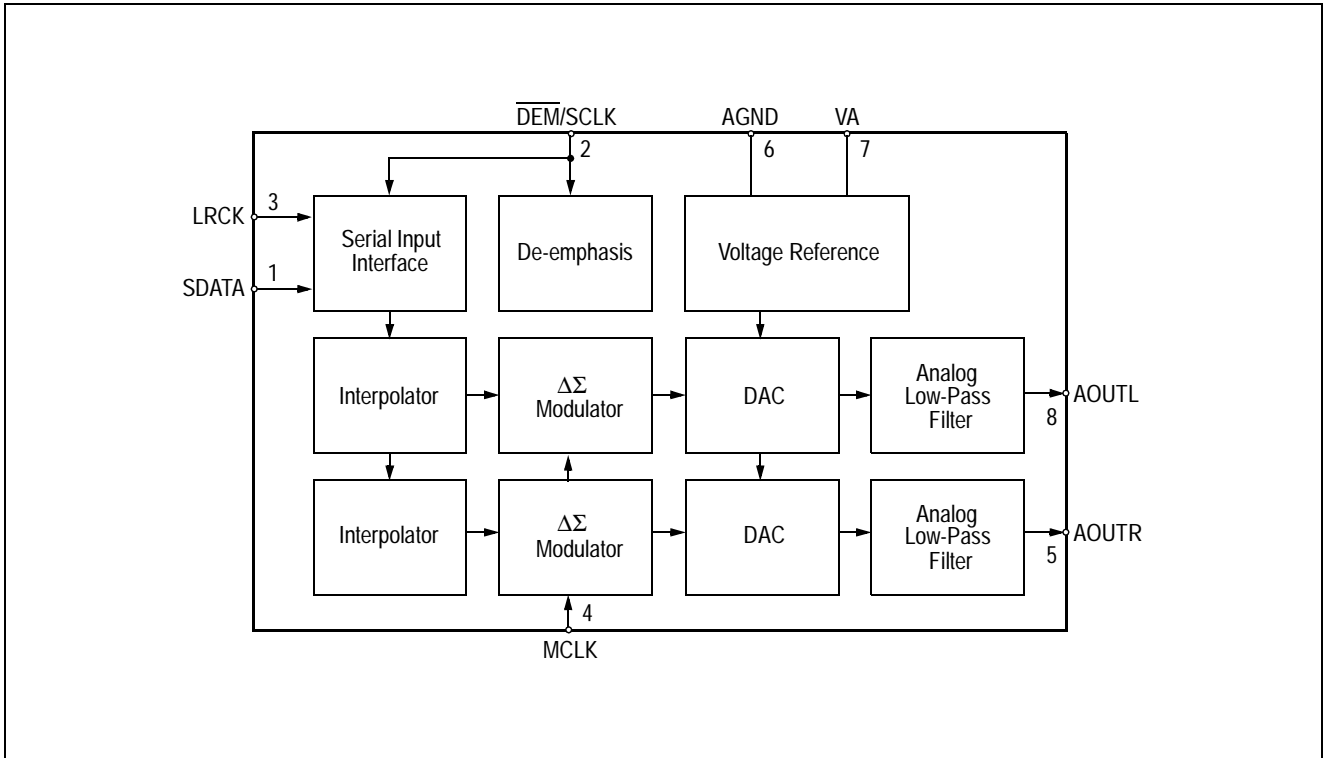 DEM/SCLK
AGND
VA
2
6
7
LRCK
3
SDATA
1
Serial Input
Interface
De-emphasis
Voltage Reference
Interpolator
ΔΣ
Modulator
DAC
Analog
Low-Pass
Filter
8
AOUTL
Interpolator
ΔΣ
Modulator
DAC
Analog
Low-Pass
Filter
5
AOUTR
4
MCLK